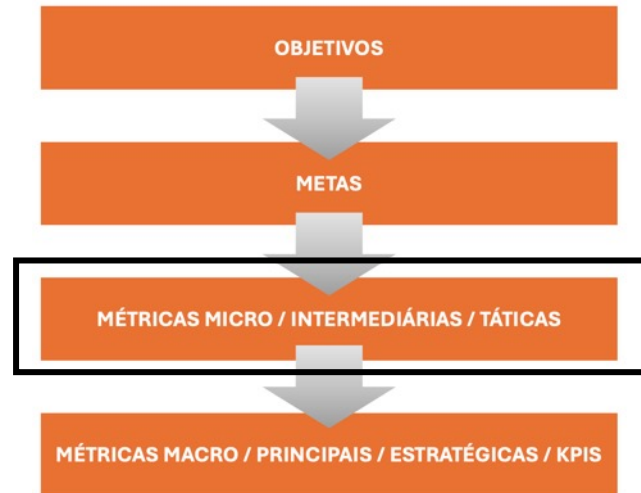 OBJETIVOS
METAS
MÉTRICAS MICRO / INTERMEDIÁRIAS / TÁTICAS
MÉTRICAS MACRO / PRINCIPAIS / ESTRATÉGICAS / KPIS